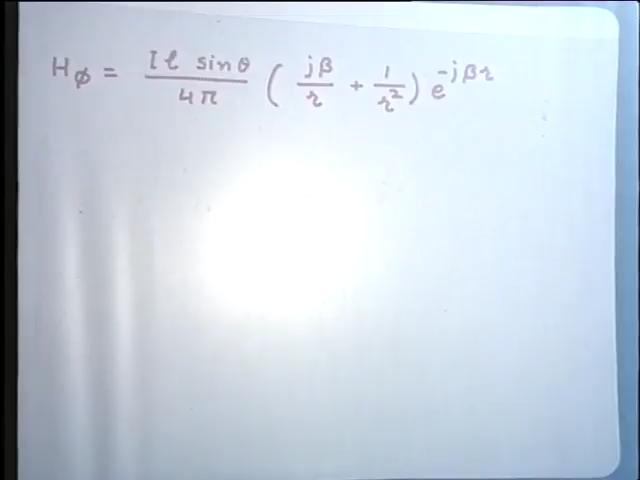 Hφ = Il sinθ / 4π ( jβ/r + 1/r² ) e^-jβr